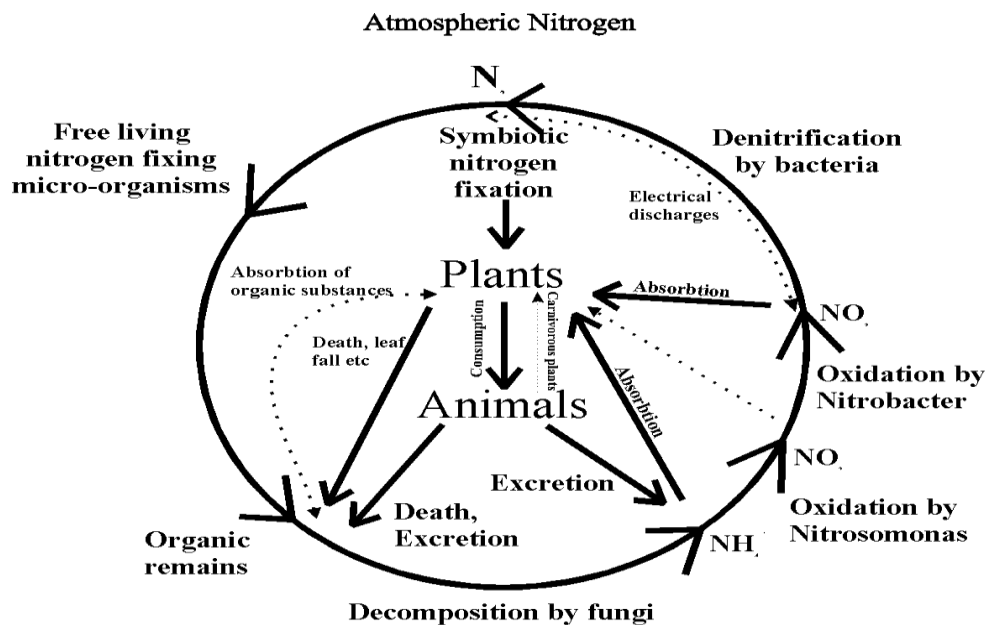 Atmospheric Nitrogen
N
Free living
nitrogen fixing
micro-organisms
Symbiotic
nitrogen
fixation
Denitrification
by bacteria
Electrical
discharges
Absorbtion of
organic substances
Plants
Absorbtion
NO
Death, leaf
fall etc
Consumption
Carnivorous plants
Absorbtion
Oxidation by
Nitrobacter
Animals
NO
Excretion
Oxidation by
Nitrosomonas
Death,
Excretion
Organic
remains
NH
Decomposition by fungi